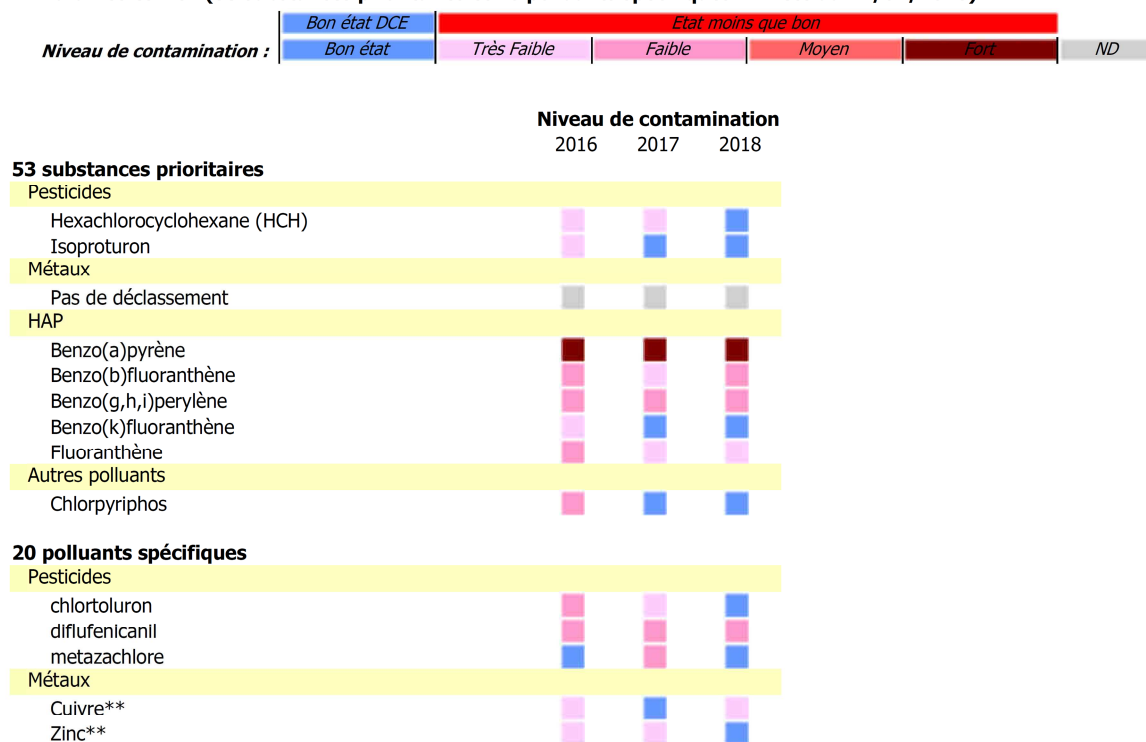 Bon état DCE Etat moins que bon
Niveau de contamination : Bon état Très Faible Faible Moyen Fort ND
Niveau de contamination
2016 2017 2018
53 substances prioritaires
Pesticides
Hexachlorocyclohexane (HCH)
Isoproturon
Métaux
Pas de déclassement
HAP
Benzo(a)pyrène
Benzo(b)fluoranthène
Benzo(g,h,i)perylène
Benzo(k)fluoranthène
Fluoranthène
Autres polluants
Chlorpyriphos
20 polluants spécifiques
Pesticides
chlortoluron
diflufenicanil
metazachlore
Métaux
Cuivre**
Zinc**